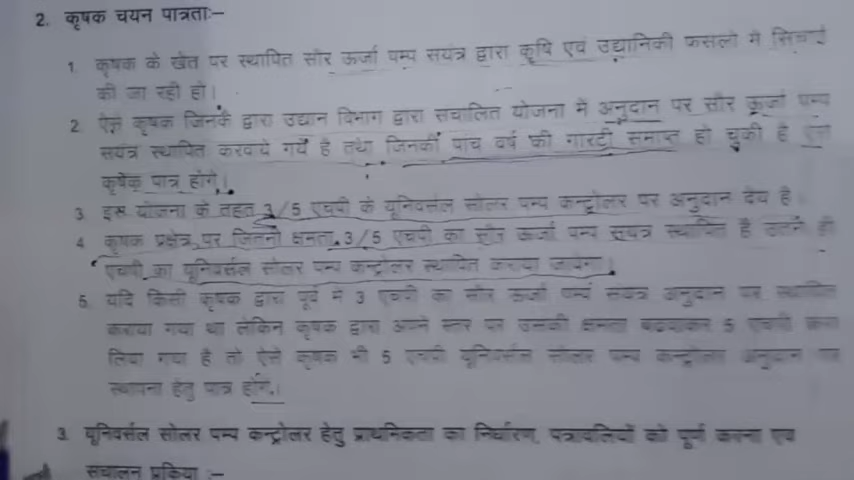 2. कृषक चयन पात्रताः–
1. कृषक के खेत पर स्थापित सौर ऊर्जा पम्प सयंत्र द्वारा कृषि एवं उद्यानिकी फसलों में सिंचाई
की जा रही हो।
2. ऐसे कृषक जिनके द्वारा उद्यान विभाग द्वारा संचालित योजना में अनुदान पर सौर ऊर्जा पम्प
सयंत्र स्थापित करवाये गये है तथा जिनकी पांच वर्ष की गारंटी समाप्त हो चुकी है ऐसे
कृषक पात्र होंगे।
3. इस योजना के तहत 3/5 एचपी के यूनिवर्सल सोलर पम्प कन्ट्रोलर पर अनुदान देय है।
4. कृषक प्रक्षेत्र पर जितनी क्षमता 3/5 एचपी का सौर ऊर्जा पम्प सयंत्र स्थापित है उतने ही
एचपी का यूनिवर्सल सोलर पम्प कन्ट्रोलर स्थापित कराया जायेगा।
5. यदि किसी कृषक द्वारा पूर्व में 3 एचपी का सौर ऊर्जा पम्प सयंत्र अनुदान पर स्थापित
कराया गया था लेकिन कृषक द्वारा अपने स्तर पर उसकी क्षमता बढवाकर 5 एचपी करा
लिया गया है तो ऐसे कृषक भी 5 एचपी यूनिवर्सल सोलर पम्प कन्ट्रोलर अनुदान पर
स्थापना हेतु पात्र होंगे।
3. यूनिवर्सल सोलर पम्प कन्ट्रोलर हेतु प्राथमिकता का निर्धारण, पत्रावलियों को पूर्ण करना एवं
संचालन प्रकिया :–